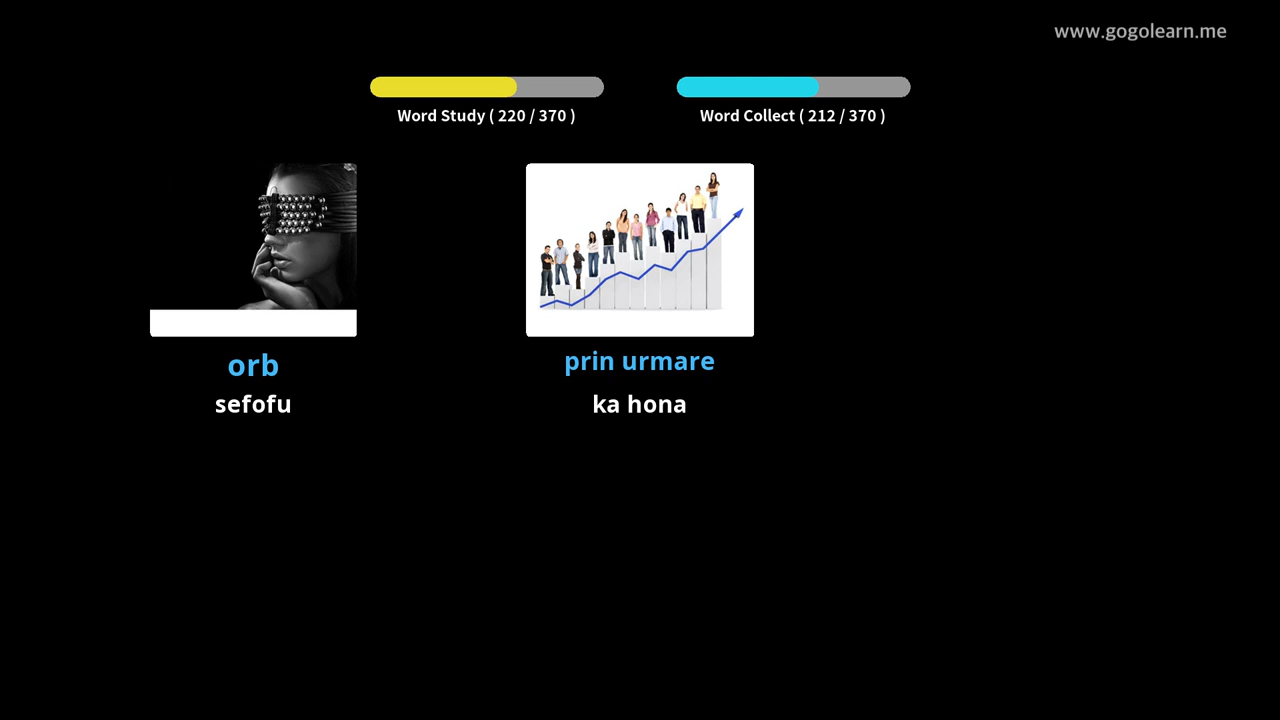 www.gogolearn.me
Word Study ( 220 / 370 )
Word Collect ( 212 / 370 )
orb
sefofu
prin urmare
ka hona